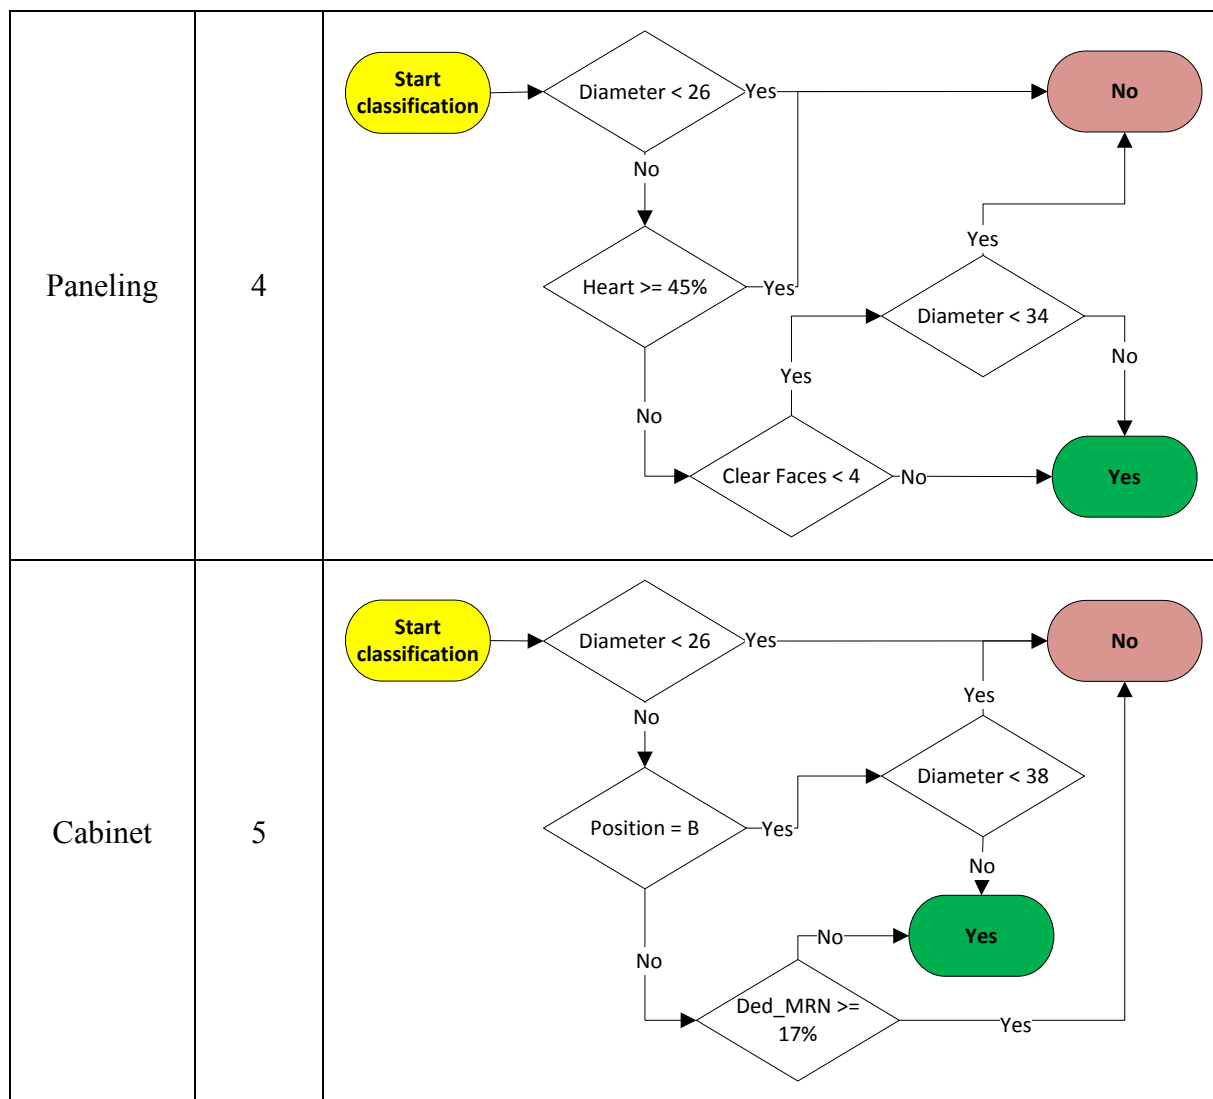 Paneling
4
Start
classification
Diameter < 26
Yes
No
No
Heart >= 45%
Yes
Yes
Diameter < 34
No
Yes
No
Clear Faces < 4
No
Yes
Cabinet
5
Start
classification
Diameter < 26
Yes
No
Yes
No
Diameter < 38
Position = B
Yes
No
Yes
No
No
Ded_MRN >=
17%
Yes